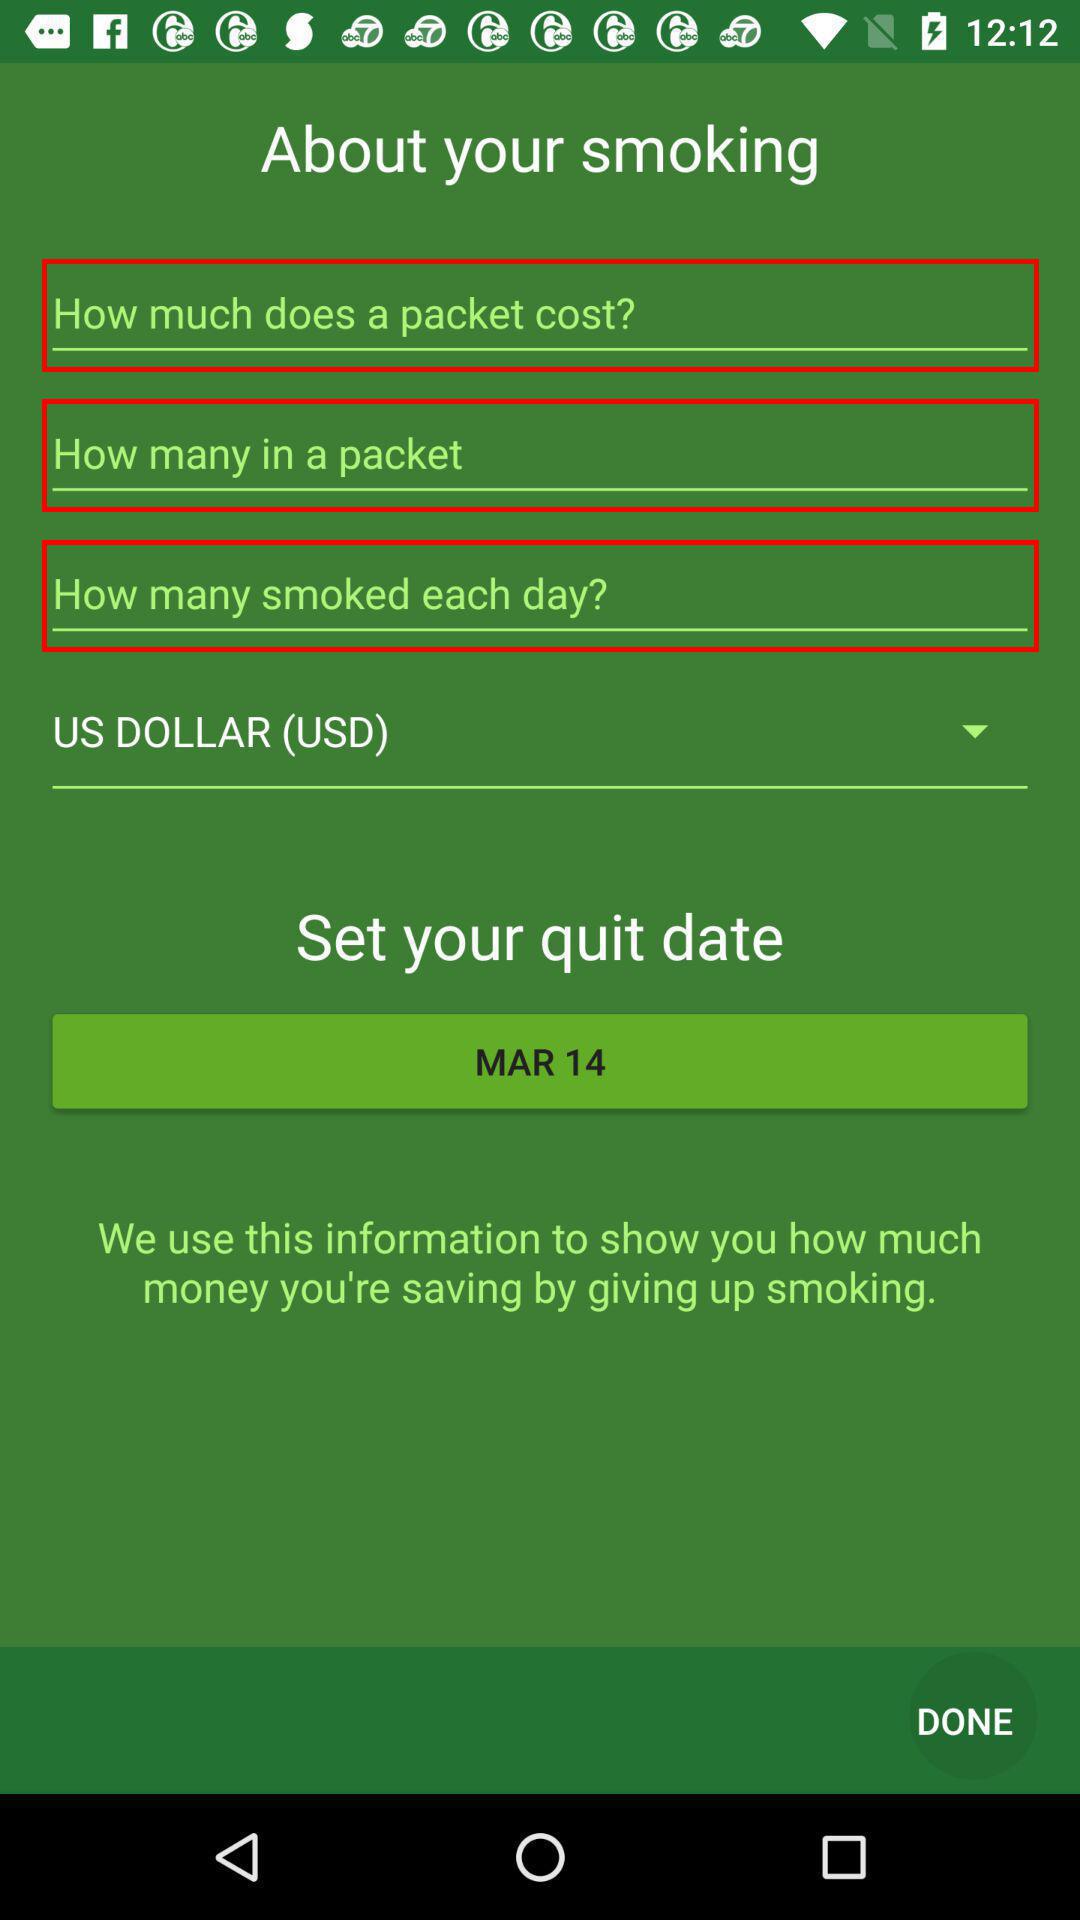 12:12
About your smoking
How much does a packet cost?
How many in a packet
How many smoked each day?
US DOLLAR (USD)
Set your quit date
MAR 14
We use this information to show you how much
money you're saving by giving up smoking.
DONE